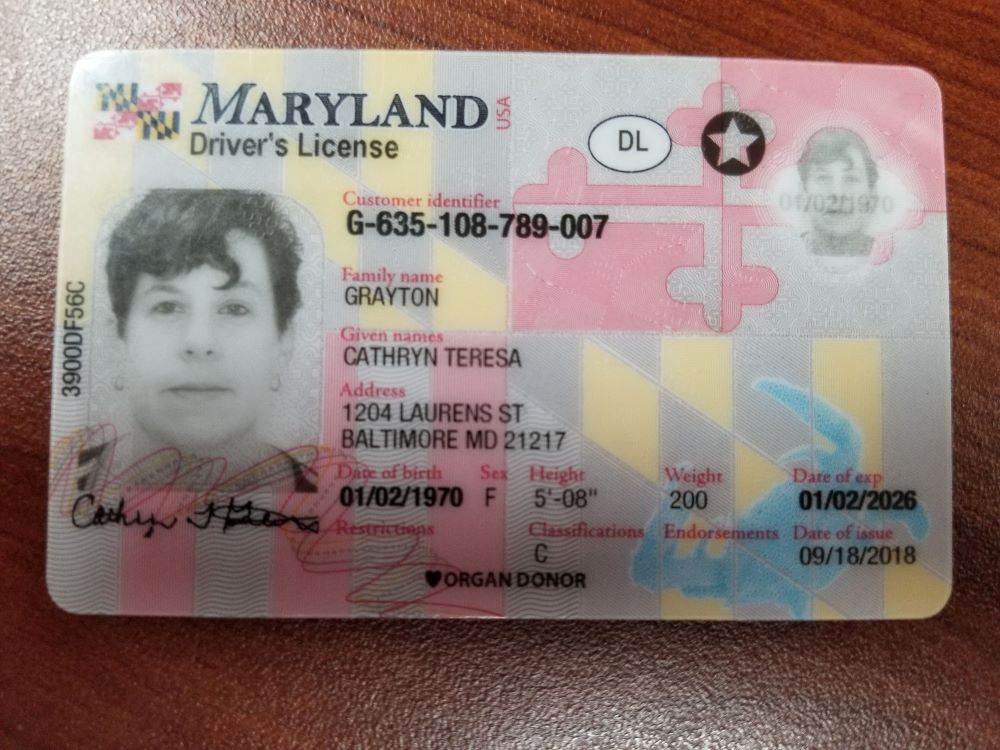 MARYLAND USA
Driver's License
DL
Customer identifier
G-635-108-789-007
01/02/1970
Family name
GRAYTON
Given names
CATHRYN TERESA
Address
1204 LAURENS ST
BALTIMORE MD 21217
Date of birth Sex Height Weight Date of exp
01/02/1970 F 5'-08" 200 01/02/2026
Restrictions Classifications Endorsements Date of issue
C 09/18/2018
ORGAN DONOR
3900DF56C
Cathryn T